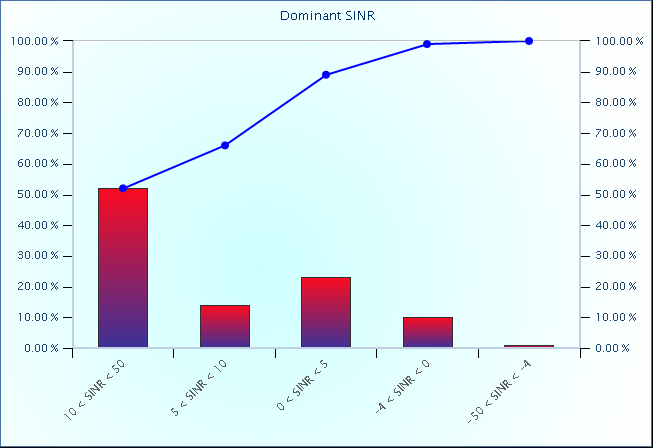 Dominant SINR
100.00 % 100.00 %
90.00 % 90.00 %
80.00 % 80.00 %
70.00 % 70.00 %
60.00 % 60.00 %
50.00 % 50.00 %
40.00 % 40.00 %
30.00 % 30.00 %
20.00 % 20.00 %
10.00 % 10.00 %
0.00 % 0.00 %
10 < SINR < 50
5 < SINR < 10
0 < SINR < 5
-4 < SINR < 0
-50 < SINR < -4